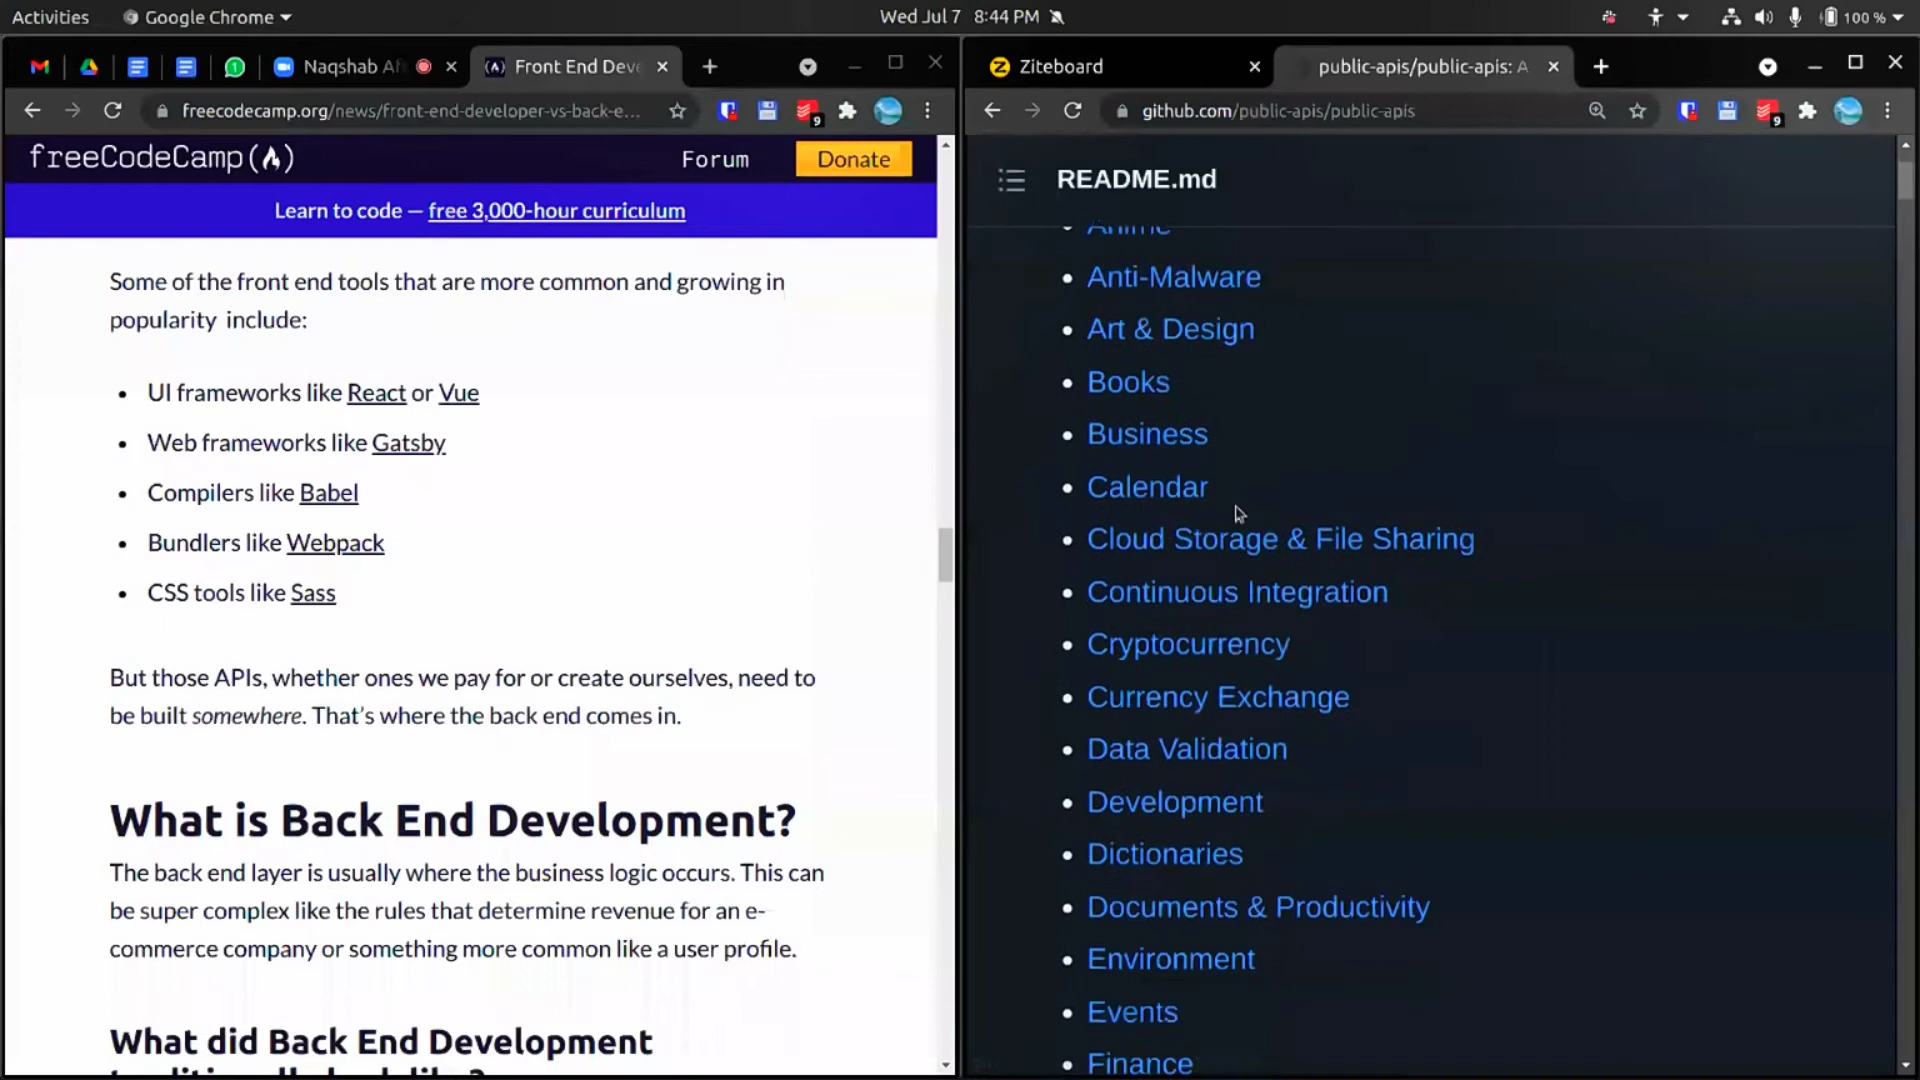 Activities
Google Chrome
Wed Jul 7 8:44 PM
100 %
Naqshab Af
Front End Deve
freecodecamp.org/news/front-end-developer-vs-back-e...
9
freeCodeCamp
Forum
Donate
Learn to code — free 3,000-hour curriculum
Some of the front end tools that are more common and growing in
popularity include:
• UI frameworks like React or Vue
• Web frameworks like Gatsby
• Compilers like Babel
• Bundlers like Webpack
• CSS tools like Sass
But those APIs, whether ones we pay for or create ourselves, need to
be built somewhere. That's where the back end comes in.
What is Back End Development?
The back end layer is usually where the business logic occurs. This can
be super complex like the rules that determine revenue for an e-
commerce company or something more common like a user profile.
What did Back End Development
Ziteboard
public-apis/public-apis: A
github.com/public-apis/public-apis
9
README.md
• Anime
• Anti-Malware
• Art & Design
• Books
• Business
• Calendar
• Cloud Storage & File Sharing
• Continuous Integration
• Cryptocurrency
• Currency Exchange
• Data Validation
• Development
• Dictionaries
• Documents & Productivity
• Environment
• Events
• Finance